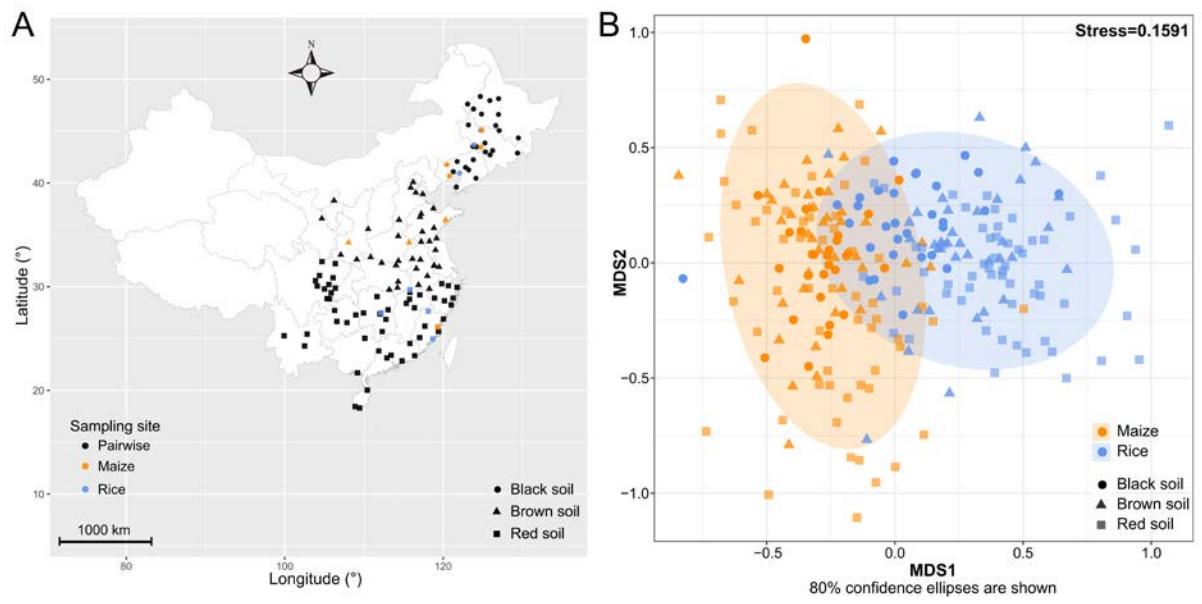 A
N
50
40
30
20
10
Latitude (°)
Sampling site
Pairwise
Maize
Rice
1000 km
Black soil
Brown soil
Red soil
80
100
120
Longitude (°)
B
Stress=0.1591
1.0
0.5
0.0
−0.5
−1.0
MDS2
Maize
Rice
Black soil
Brown soil
Red soil
−0.5
0.0
0.5
1.0
MDS1
80% confidence ellipses are shown